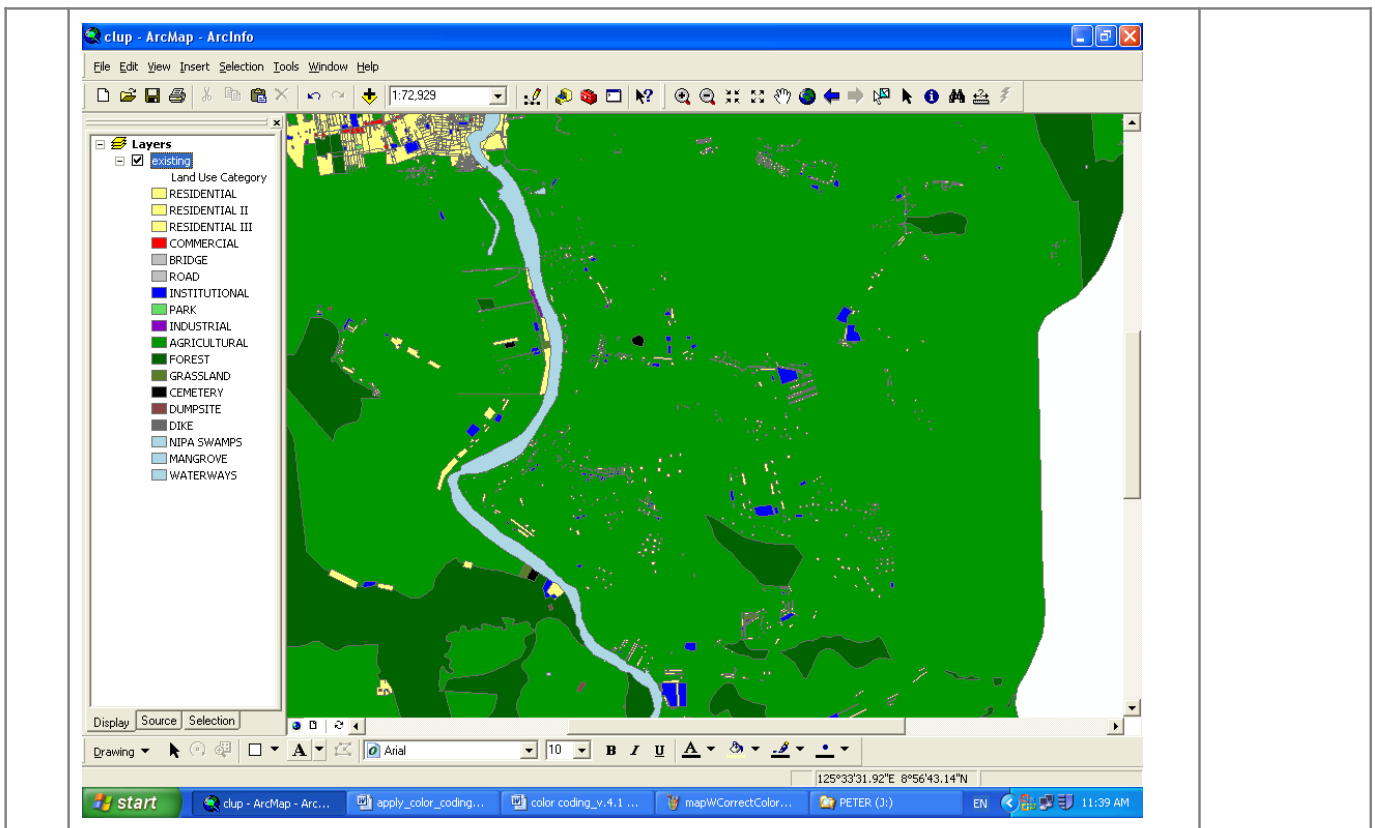 clup - ArcMap - ArcInfo
File Edit View Insert Selection Tools Window Help
1:72,929
Layers
existing
Land Use Category
RESIDENTIAL
RESIDENTIAL II
RESIDENTIAL III
COMMERCIAL
BRIDGE
ROAD
INSTITUTIONAL
PARK
INDUSTRIAL
AGRICULTURAL
FOREST
GRASSLAND
CEMETERY
DUMPSITE
DIKE
NIPA SWAMPS
MANGROVE
WATERWAYS
Display Source Selection
Drawing A Arial 10 B I U A
125°33'31.92"E 8°56'43.14"N
start clup - ArcMap - Arc... apply_color_coding... color coding_v.4.1 ... mapWCorrectColor... PETER (J:) EN 11:39 AM